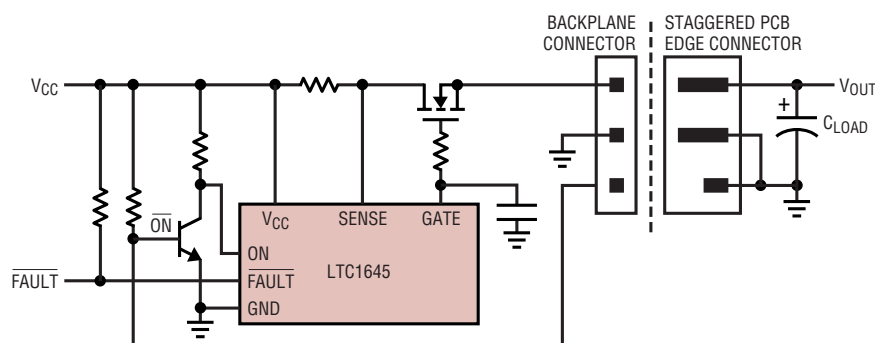 BACKPLANE
CONNECTOR
STAGGERED PCB
EDGE CONNECTOR
VCC
VOUT
+
CLOAD
ON
VCC
SENSE
GATE
ON
LTC1645
FAULT
FAULT
GND